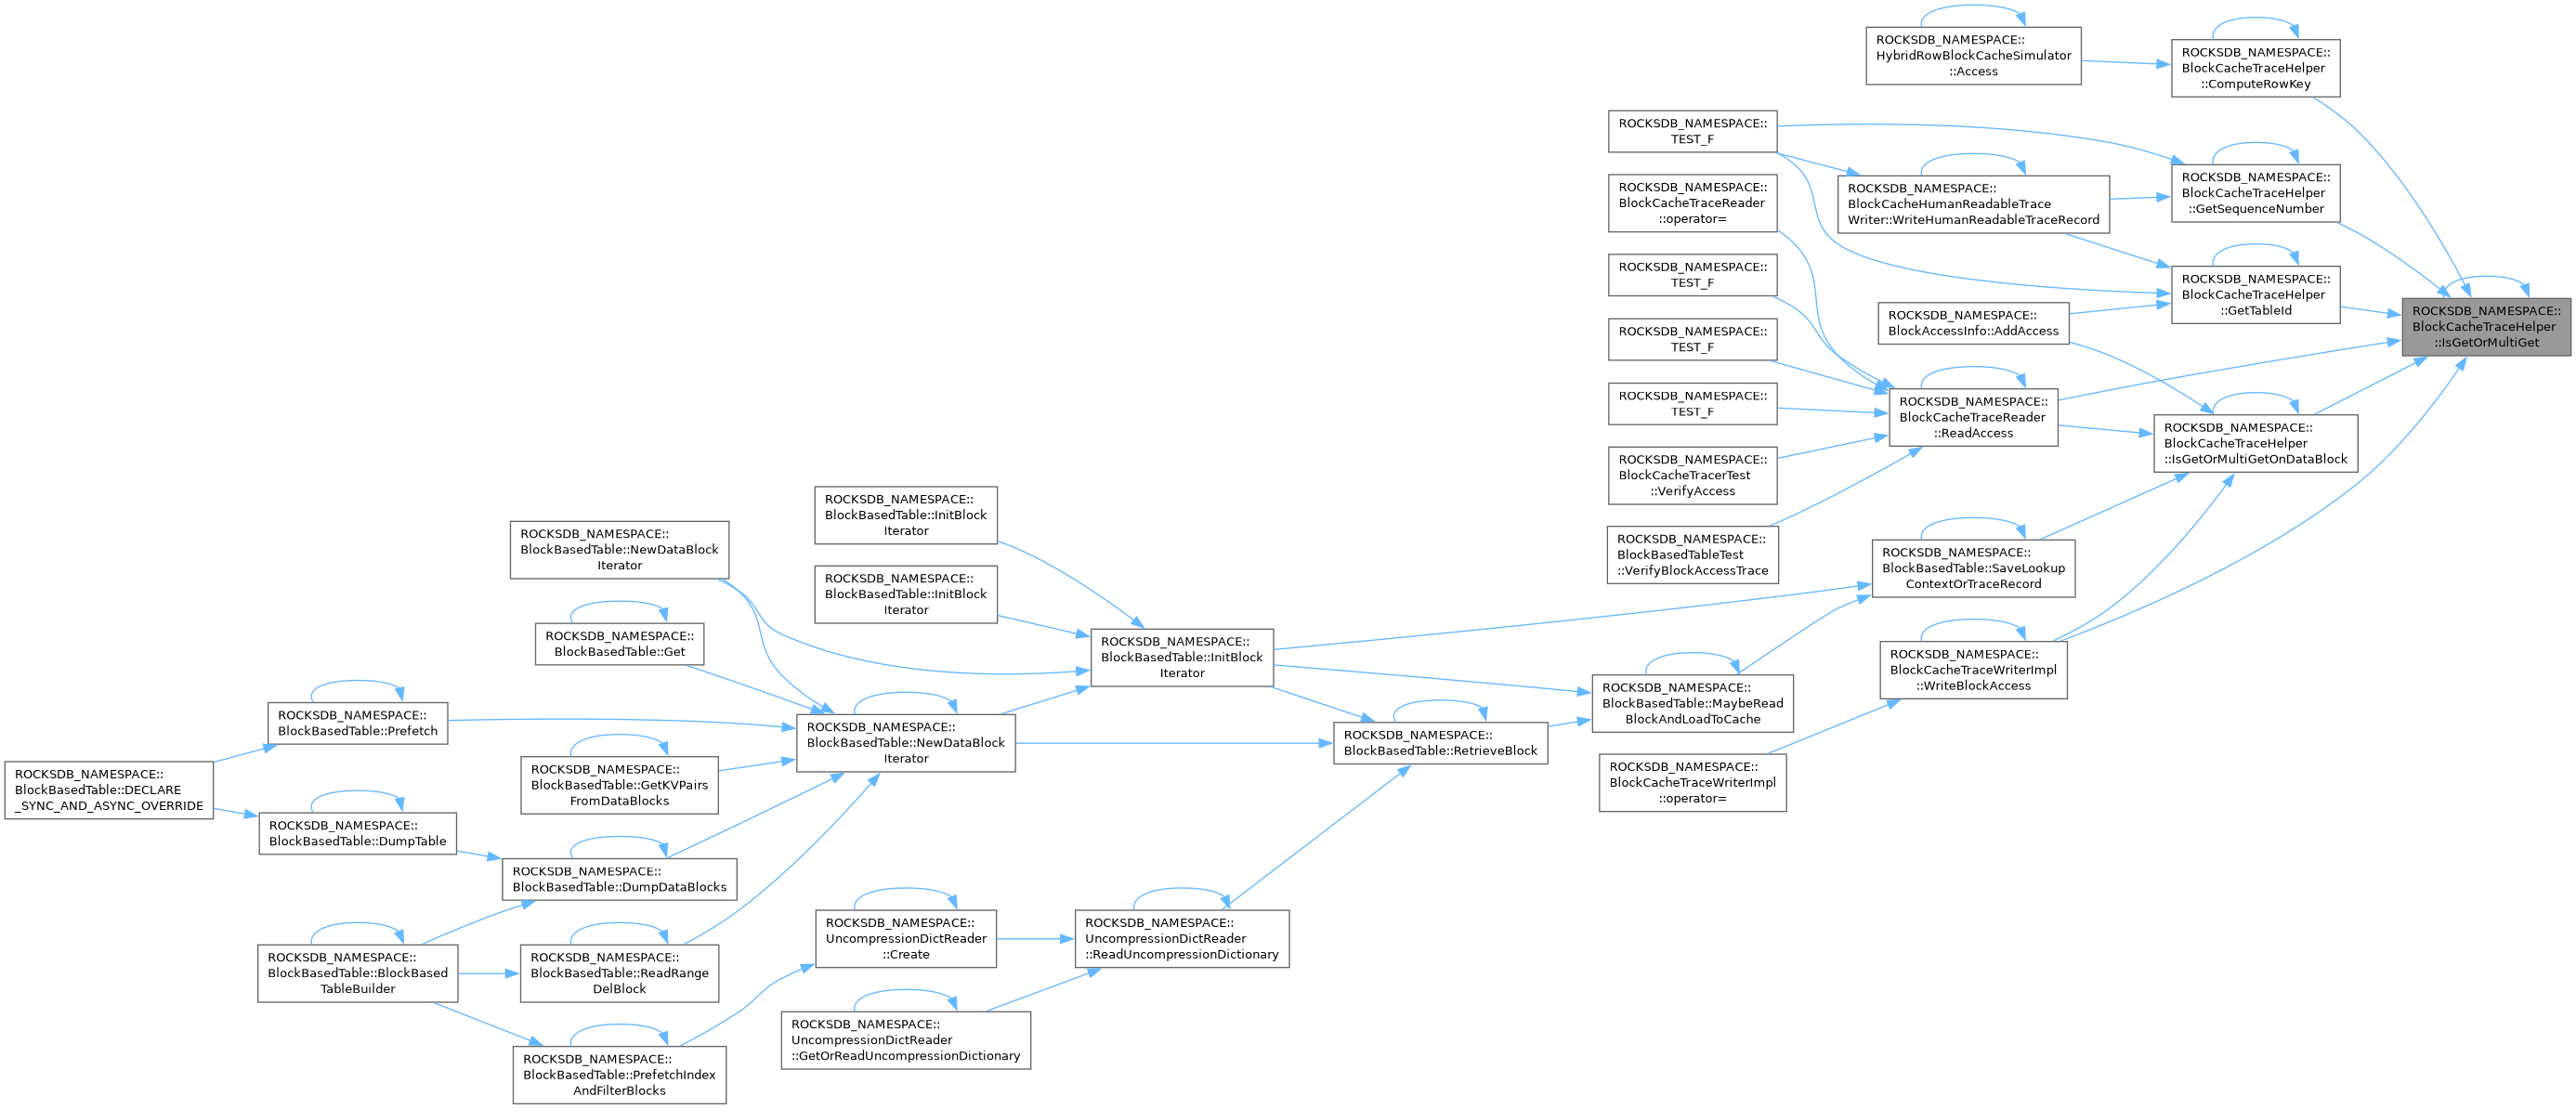 ROCKSDB_NAMESPACE::
HybridRowBlockCacheSimulator
::Access
ROCKSDB_NAMESPACE::
BlockCacheTraceHelper
::ComputeRowKey
ROCKSDB_NAMESPACE::
TEST_F
ROCKSDB_NAMESPACE::
BlockCacheHumanReadableTrace
Writer::WriteHumanReadableTraceRecord
ROCKSDB_NAMESPACE::
BlockCacheTraceHelper
::GetSequenceNumber
ROCKSDB_NAMESPACE::
BlockCacheTraceReader
::operator=
ROCKSDB_NAMESPACE::
TEST_F
ROCKSDB_NAMESPACE::
BlockCacheTraceHelper
::GetTableId
ROCKSDB_NAMESPACE::
BlockAccessInfo::AddAccess
ROCKSDB_NAMESPACE::
BlockCacheTraceHelper
::IsGetOrMultiGet
ROCKSDB_NAMESPACE::
TEST_F
ROCKSDB_NAMESPACE::
TEST_F
ROCKSDB_NAMESPACE::
BlockCacheTraceReader
::ReadAccess
ROCKSDB_NAMESPACE::
BlockCacheTraceHelper
::IsGetOrMultiGetOnDataBlock
ROCKSDB_NAMESPACE::
BlockCacheTracerTest
::VerifyAccess
ROCKSDB_NAMESPACE::
BlockBasedTableTest
::VerifyBlockAccessTrace
ROCKSDB_NAMESPACE::
BlockBasedTable::SaveLookup
ContextOrTraceRecord
ROCKSDB_NAMESPACE::
BlockCacheTraceWriterImpl
::WriteBlockAccess
ROCKSDB_NAMESPACE::
BlockBasedTable::MaybeRead
BlockAndLoadToCache
ROCKSDB_NAMESPACE::
BlockCacheTraceWriterImpl
::operator=
ROCKSDB_NAMESPACE::
BlockBasedTable::InitBlock
Iterator
ROCKSDB_NAMESPACE::
BlockBasedTable::InitBlock
Iterator
ROCKSDB_NAMESPACE::
BlockBasedTable::InitBlock
Iterator
ROCKSDB_NAMESPACE::
BlockBasedTable::RetrieveBlock
ROCKSDB_NAMESPACE::
BlockBasedTable::NewDataBlock
Iterator
ROCKSDB_NAMESPACE::
BlockBasedTable::Get
ROCKSDB_NAMESPACE::
BlockBasedTable::NewDataBlock
Iterator
ROCKSDB_NAMESPACE::
BlockBasedTable::Prefetch
ROCKSDB_NAMESPACE::
BlockBasedTable::GetKVPairs
FromDataBlocks
ROCKSDB_NAMESPACE::
BlockBasedTable::DECLARE
_SYNC_AND_ASYNC_OVERRIDE
ROCKSDB_NAMESPACE::
BlockBasedTable::DumpTable
ROCKSDB_NAMESPACE::
BlockBasedTable::DumpDataBlocks
ROCKSDB_NAMESPACE::
UncompressionDictReader
::Create
ROCKSDB_NAMESPACE::
UncompressionDictReader
::ReadUncompressionDictionary
ROCKSDB_NAMESPACE::
BlockBasedTable::BlockBased
TableBuilder
ROCKSDB_NAMESPACE::
BlockBasedTable::ReadRange
DelBlock
ROCKSDB_NAMESPACE::
UncompressionDictReader
::GetOrReadUncompressionDictionary
ROCKSDB_NAMESPACE::
BlockBasedTable::PrefetchIndex
AndFilterBlocks